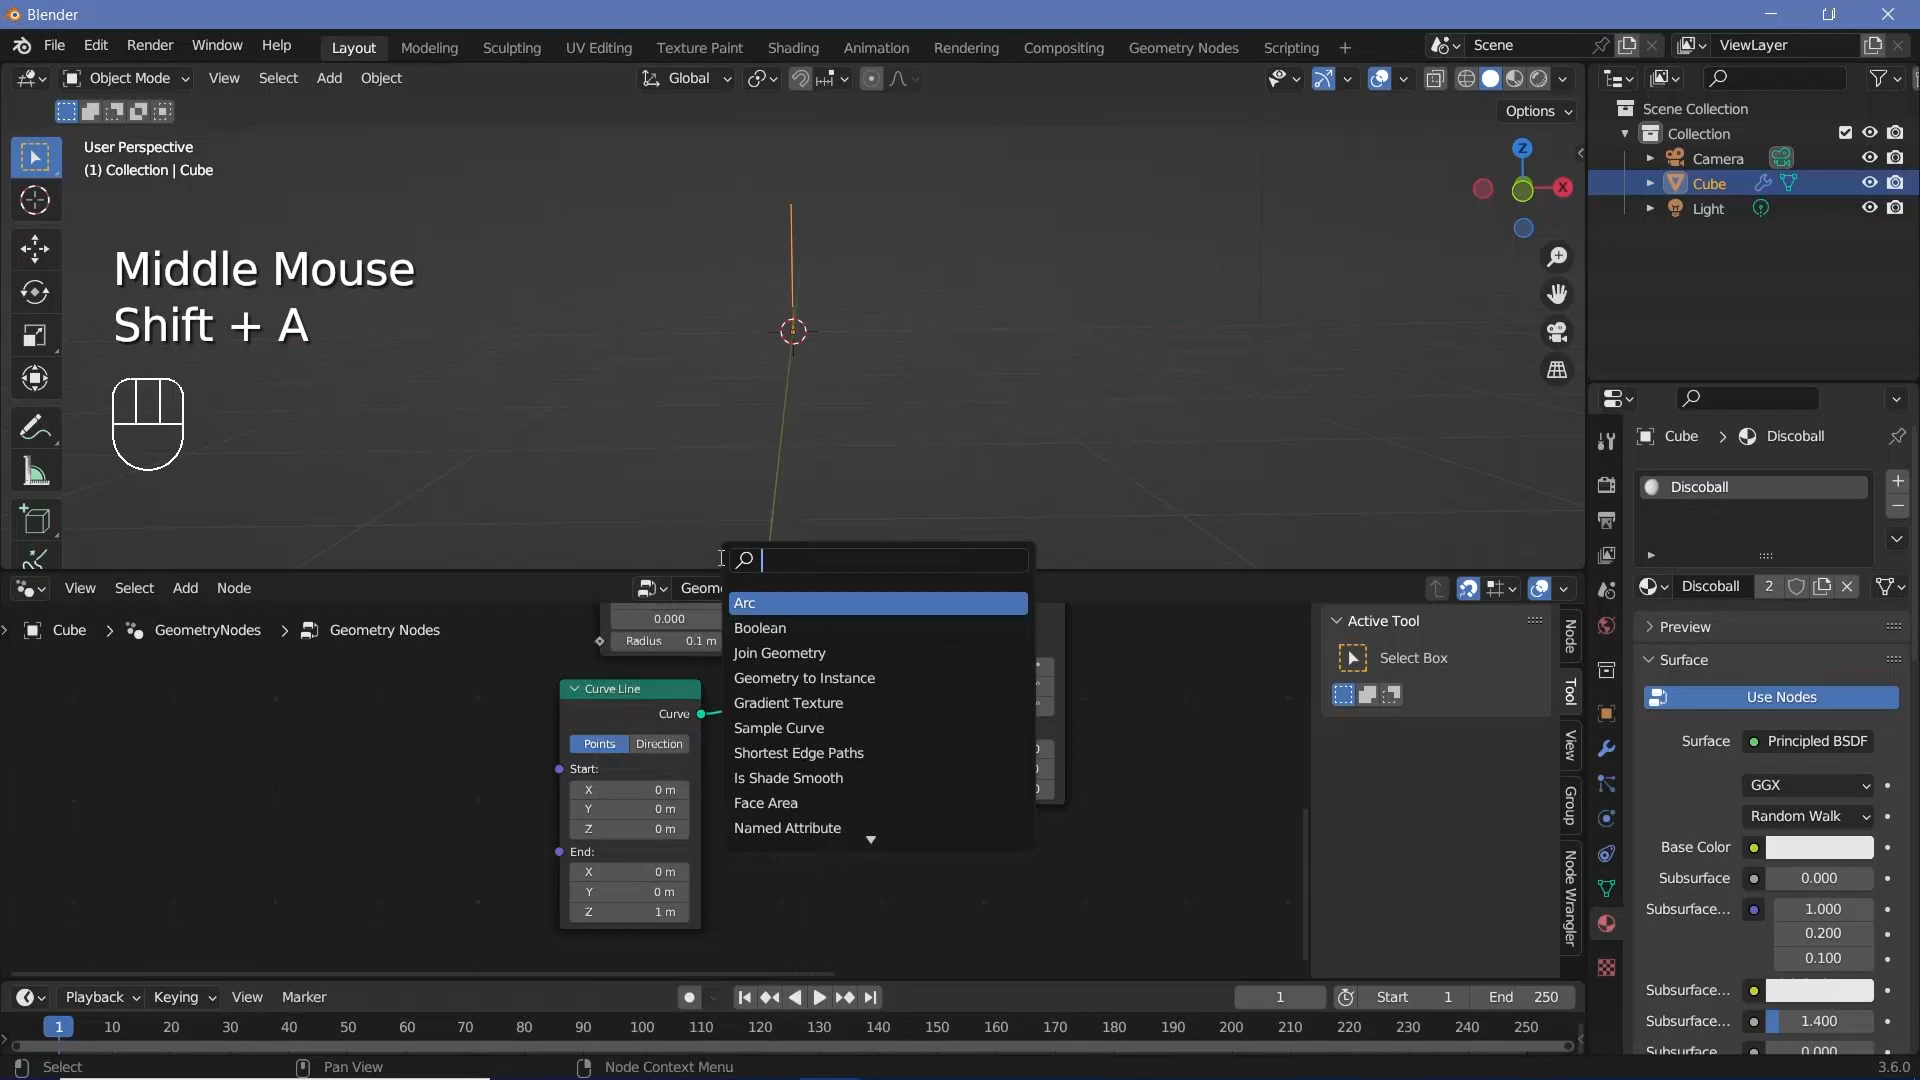 Blender
File Edit Render Window Help
Layout Modeling Sculpting UV Editing Texture Paint Shading Animation Rendering Compositing Geometry Nodes Scripting +
Scene
ViewLayer
Object Mode View Select Add Object
Global
Options
User Perspective
(1) Collection | Cube
Z
X
Middle Mouse
Shift + A
Scene Collection
Collection
Camera
Cube
Light
Cube > Discoball
Discoball
Discoball 2
Preview
Surface
Use Nodes
Surface Principled BSDF
GGX
Random Walk
Base Color
Subsurface 0.000
Subsurface... 1.000
0.200
0.100
Subsurface...
Subsurface... 1.400
Subsurface... 0.000
View Select Add Node
Geom
Cube > GeometryNodes > Geometry Nodes
0.000
Radius 0.1 m
Curve Line
Curve
Points Direction
Start:
X 0 m
Y 0 m
Z 0 m
End:
X 0 m
Y 0 m
Z 1 m
Arc
Boolean
Join Geometry
Geometry to Instance
Gradient Texture
Sample Curve
Shortest Edge Paths
Is Shade Smooth
Face Area
Named Attribute
Active Tool
Select Box
Node
Tool
View
Group
Node Wrangler
Playback Keying View Marker
1
Start 1
End 250
1 10 20 30 40 50 60 70 80 90 100 110 120 130 140 150 160 170 180 190 200 210 220 230 240 250
Select
Pan View
Node Context Menu
3.6.0